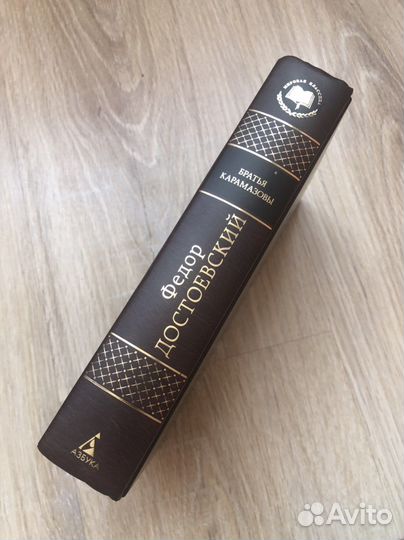 МИРОВАЯ КЛАССИКА
БРАТЬЯ
КАРАМАЗОВЫ
Федор
ДОСТОЕВСКИЙ
АЗБУКА
Avito